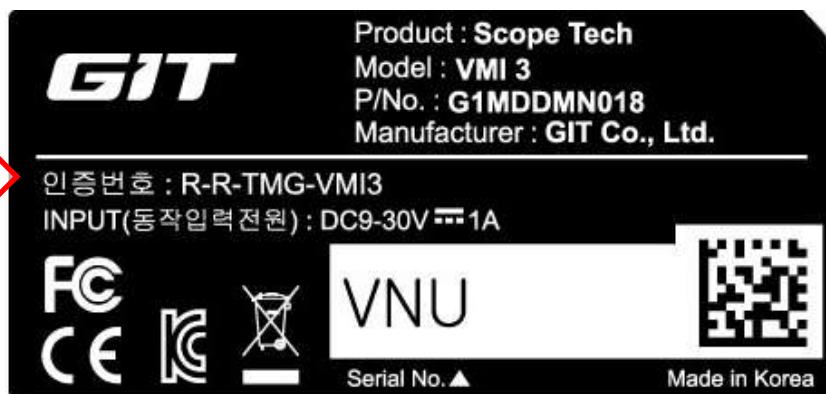 GIT
Product : Scope Tech
Model : VMI 3
P/No. : G1MDDMN018
Manufacturer : GIT Co., Ltd.
인증번호 : R-R-TMG-VMI3
INPUT(동작입력전원) : DC9-30V ⎓ 1A
FC
CE
KC
VNU
Serial No.▲
Made in Korea